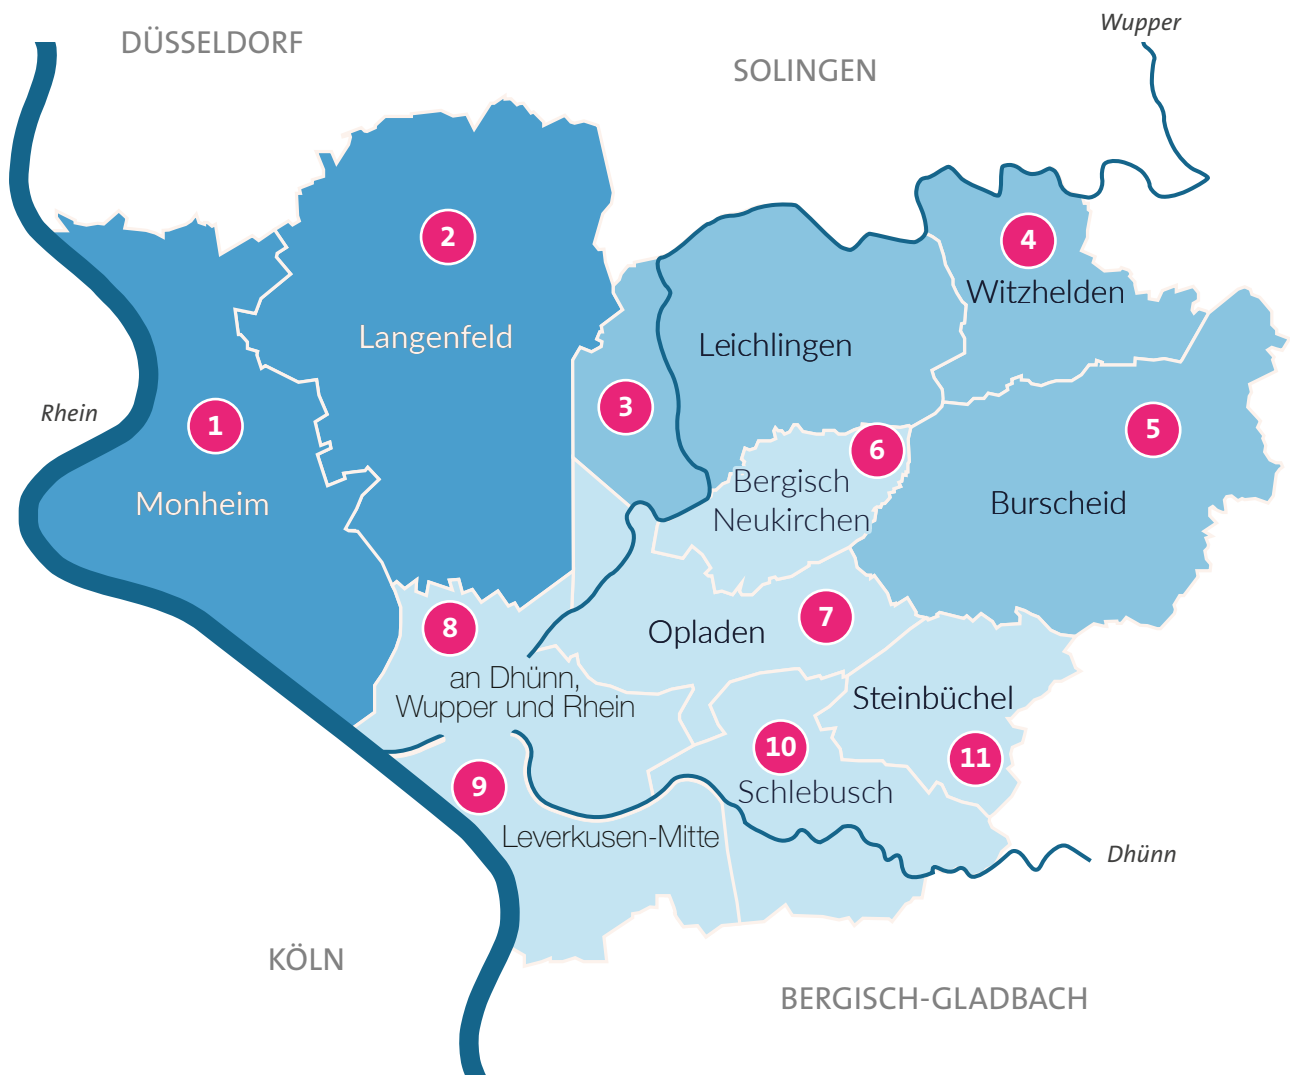 Wupper
DÜSSELDORF
SOLINGEN
2
4
Witzhelden
Langenfeld
Leichlingen
3
Rhein
1
5
6
Bergisch
Neukirchen
Monheim
Burscheid
7
8
Opladen
an Dhünn,
Wupper und Rhein
Steinbüchel
10
11
9
Schlebusch
Leverkusen-Mitte
Dhünn
KÖLN
BERGISCH-GLADBACH